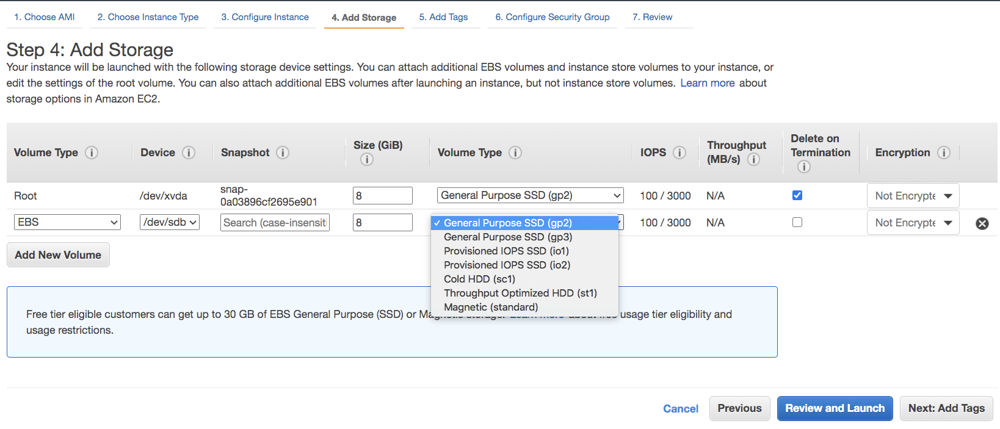 1. Choose AMI 2. Choose Instance Type 3. Configure Instance 4. Add Storage 5. Add Tags 6. Configure Security Group 7. Review
Step 4: Add Storage
Your instance will be launched with the following storage device settings. You can attach additional EBS volumes and instance store volumes to your instance, or
edit the settings of the root volume. You can also attach additional EBS volumes after launching an instance, but not instance store volumes. Learn more about
storage options in Amazon EC2.
Volume Type i Device i Snapshot i Size (GiB) i Volume Type i IOPS i Throughput (MB/s) i Delete on Termination i Encryption i
Root /dev/xvda snap-0a03896cf2695e901 8 General Purpose SSD (gp2) 100 / 3000 N/A Not Encrypte
EBS /dev/sdb Search (case-insensiti 8 General Purpose SSD (gp2) 100 / 3000 N/A Not Encrypte
General Purpose SSD (gp3)
Provisioned IOPS SSD (io1)
Provisioned IOPS SSD (io2)
Cold HDD (sc1)
Throughput Optimized HDD (st1)
Magnetic (standard)
Add New Volume
Free tier eligible customers can get up to 30 GB of EBS General Purpose (SSD) or usage tier eligibility and
usage restrictions.
Cancel Previous Review and Launch Next: Add Tags